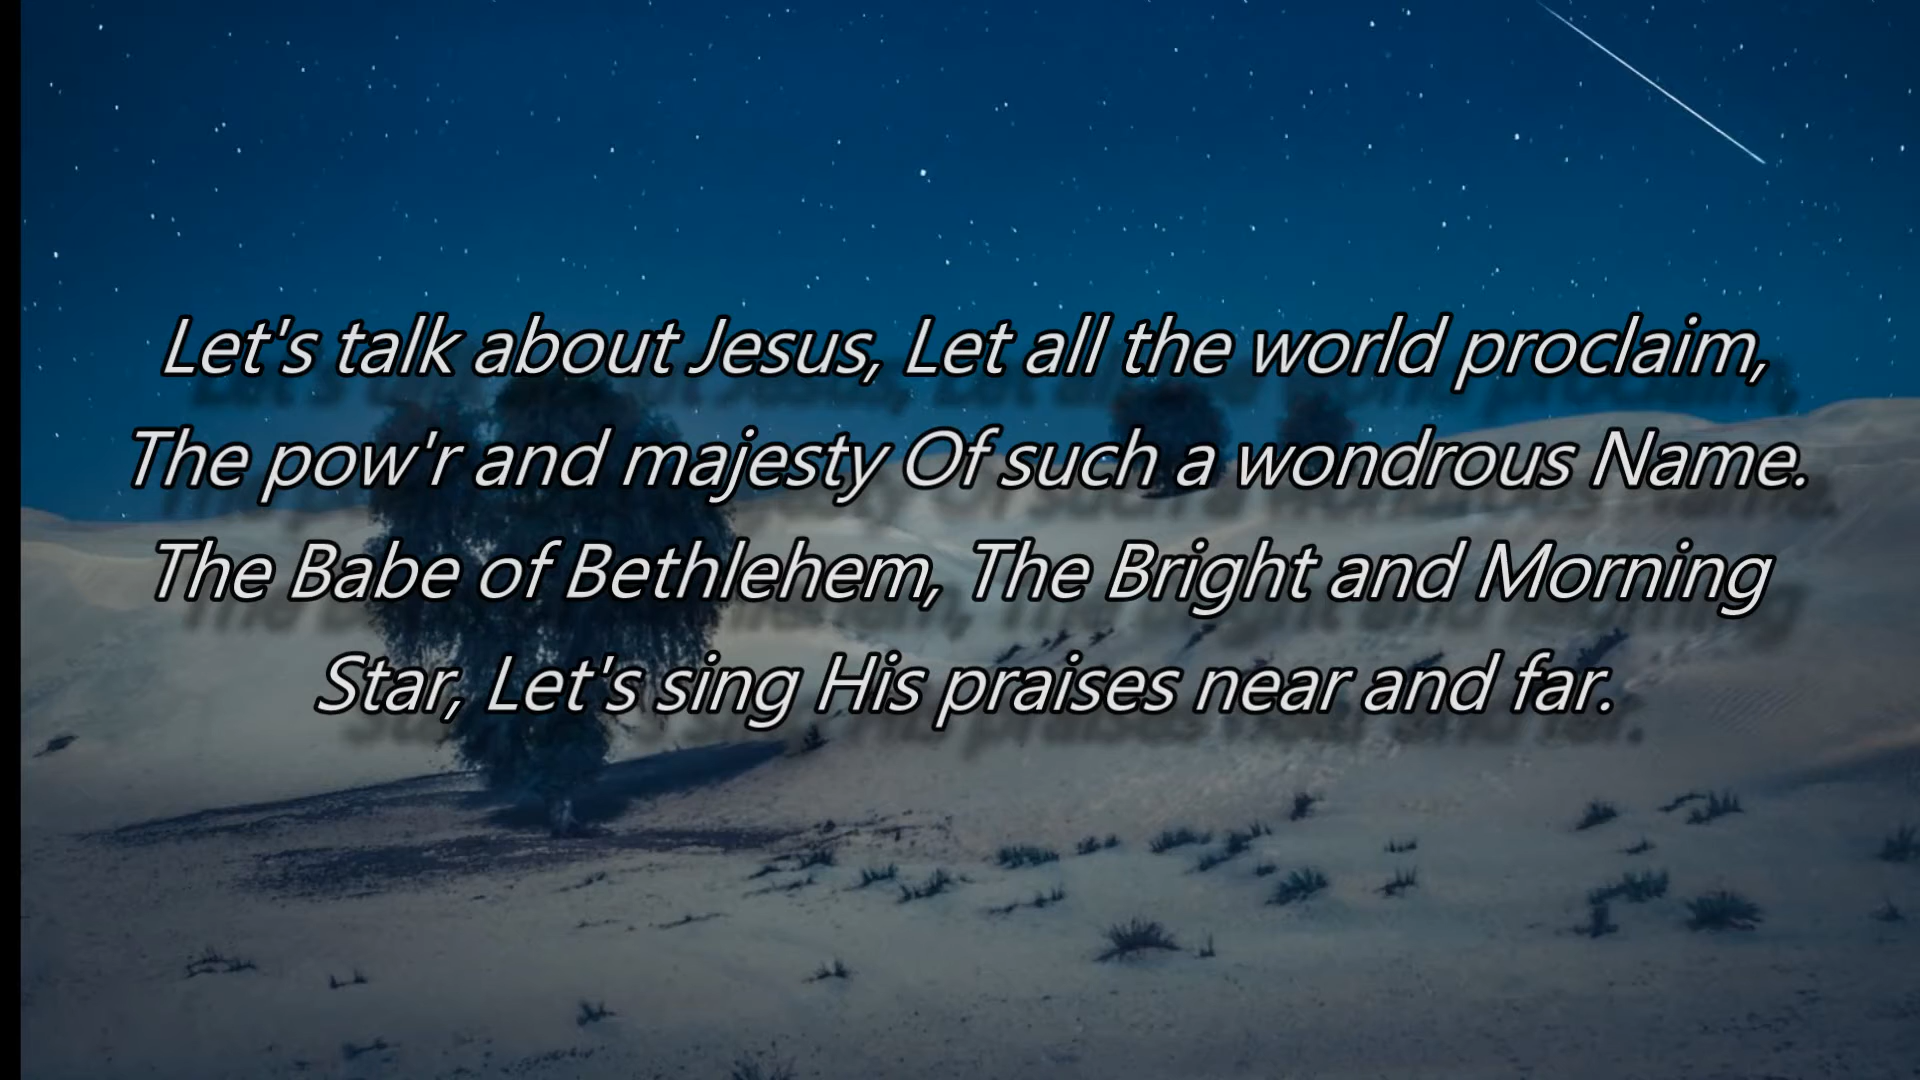 Let's talk about Jesus, Let all the world proclaim,
The pow'r and majesty Of such a wondrous Name.
The Babe of Bethlehem, The Bright and Morning
Star, Let's sing His praises near and far.